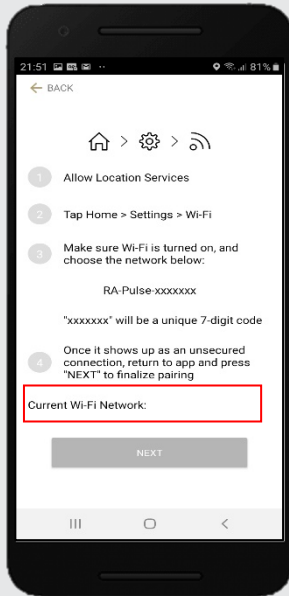 21:51 81%
BACK
1 Allow Location Services
2 Tap Home > Settings > Wi-Fi
3 Make sure Wi-Fi is turned on, and
choose the network below:
RA-Pulse-xxxxxxx
"xxxxxxx" will be a unique 7-digit code
4 Once it shows up as an unsecured
connection, return to app and press
"NEXT" to finalize pairing
Current Wi-Fi Network:
NEXT